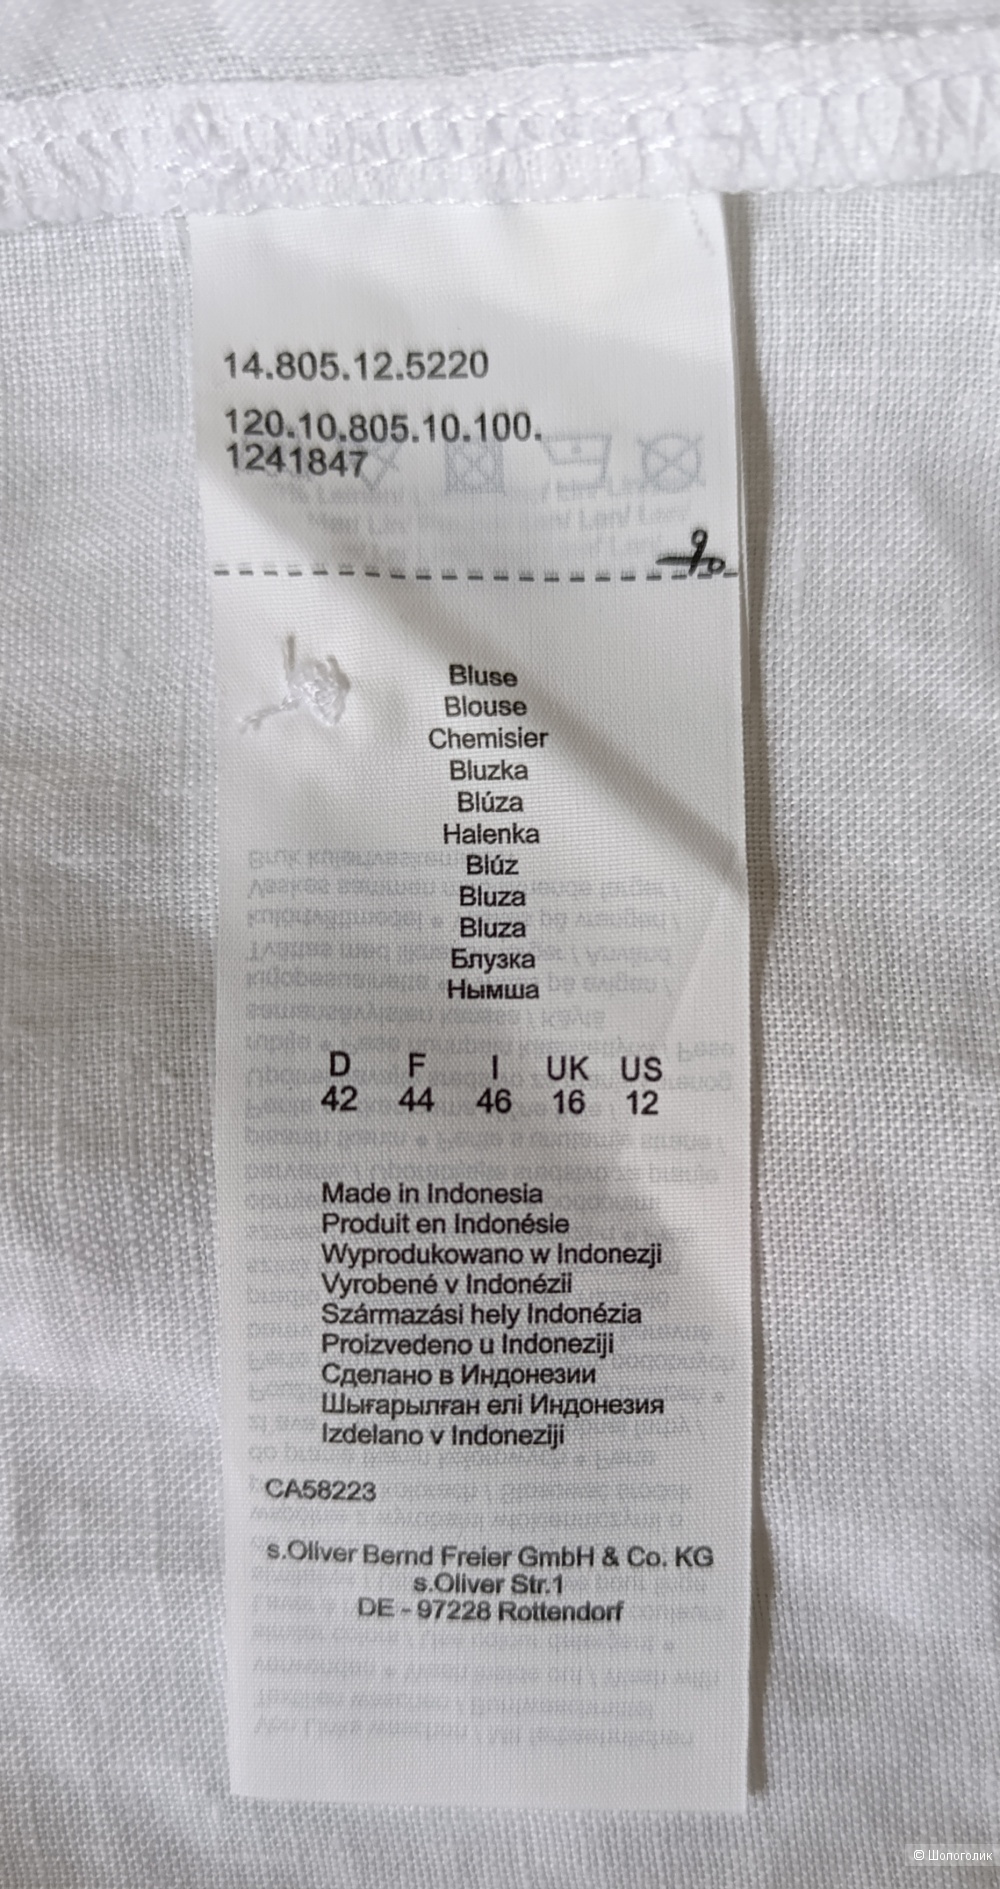 14.805.12.5220
120.10.805.10.100.
1241847
Bluse
Blouse
Chemisier
Bluzka
Blúza
Halenka
Blúz
Bluza
Bluza
Блузка
Нымша
D F I UK US
42 44 46 16 12
Made in Indonesia
Produit en Indonésie
Wyprodukowano w Indonezji
Vyrobené v Indonézii
Származási hely Indonézia
Proizvedeno u Indoneziji
Сделано в Индонезии
Шығарылған елі Индонезия
Izdelano v Indoneziji
CA58223
s.Oliver Bernd Freier GmbH & Co. KG
s.Oliver Str.1
DE - 97228 Rottendorf
© Шопоголик